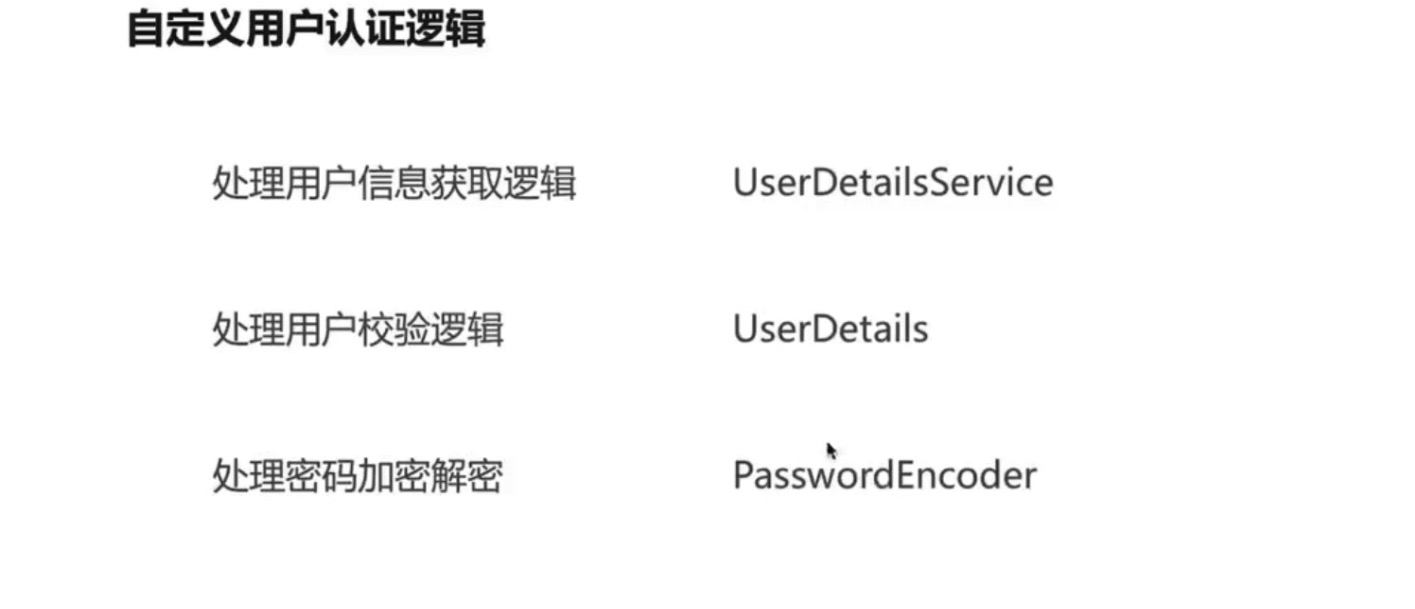 自定义用户认证逻辑
处理用户信息获取逻辑 UserDetailsService
处理用户校验逻辑 UserDetails
处理密码加密解密 PasswordEncoder